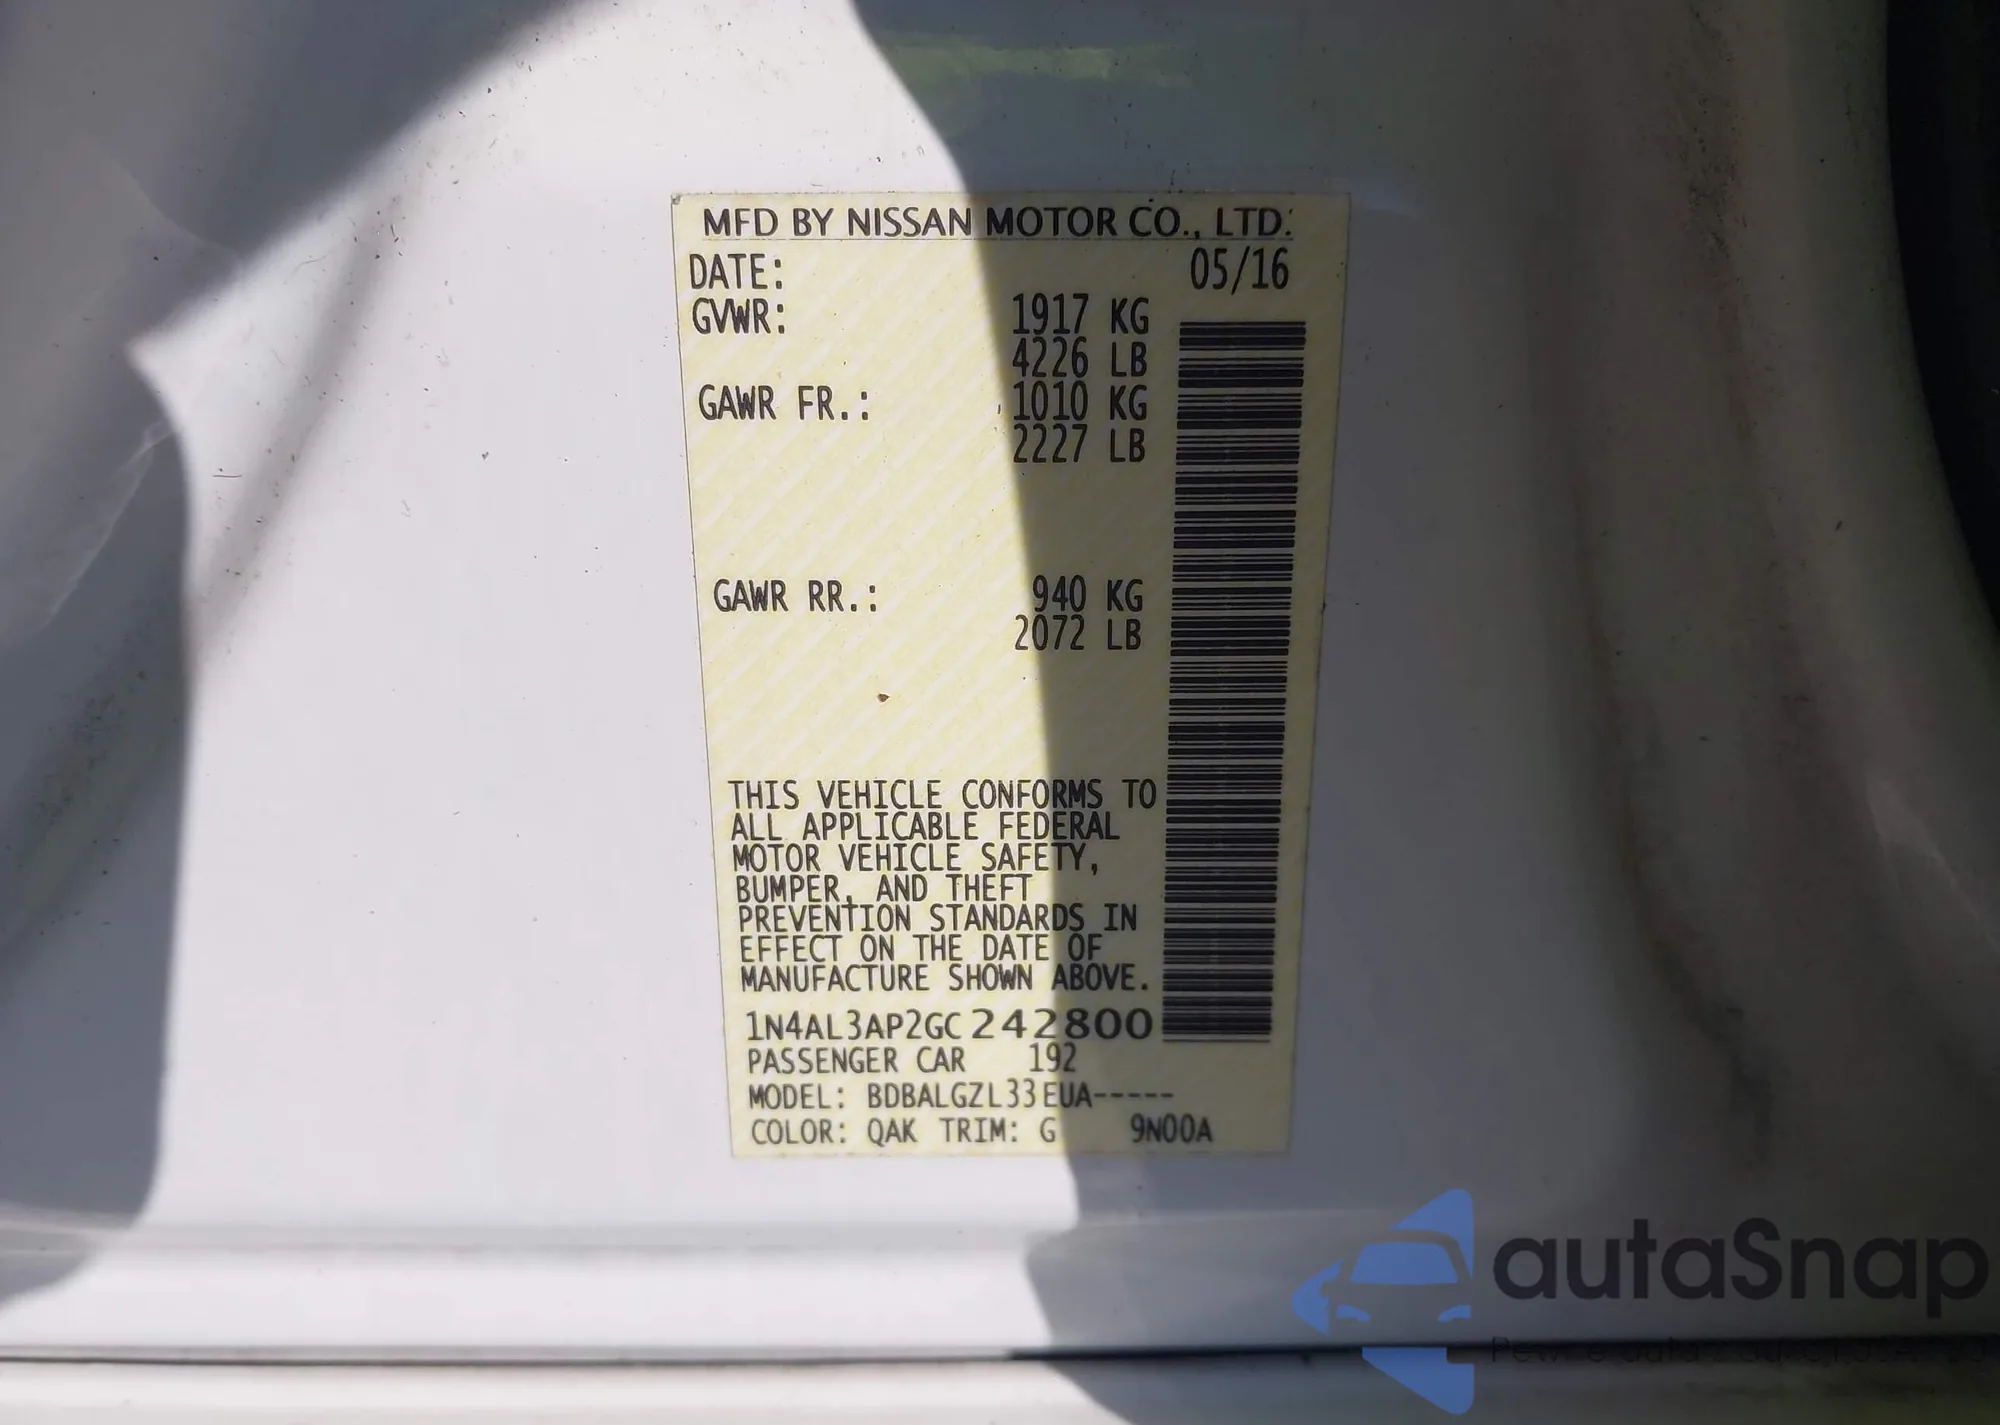 MFD BY NISSAN MOTOR CO., LTD.
DATE: 05/16
GVWR: 1917 KG
4226 LB
GAWR FR.: 1010 KG
2227 LB
GAWR RR.: 940 KG
2072 LB
THIS VEHICLE CONFORMS TO
ALL APPLICABLE FEDERAL
MOTOR VEHICLE SAFETY,
BUMPER, AND THEFT
PREVENTION STANDARDS IN
EFFECT ON THE DATE OF
MANUFACTURE SHOWN ABOVE.
1N4AL3AP2GC242800
PASSENGER CAR 192
MODEL: BDBALGZL33EUA-----
COLOR: QAK TRIM: G 9N00A
autaSnap